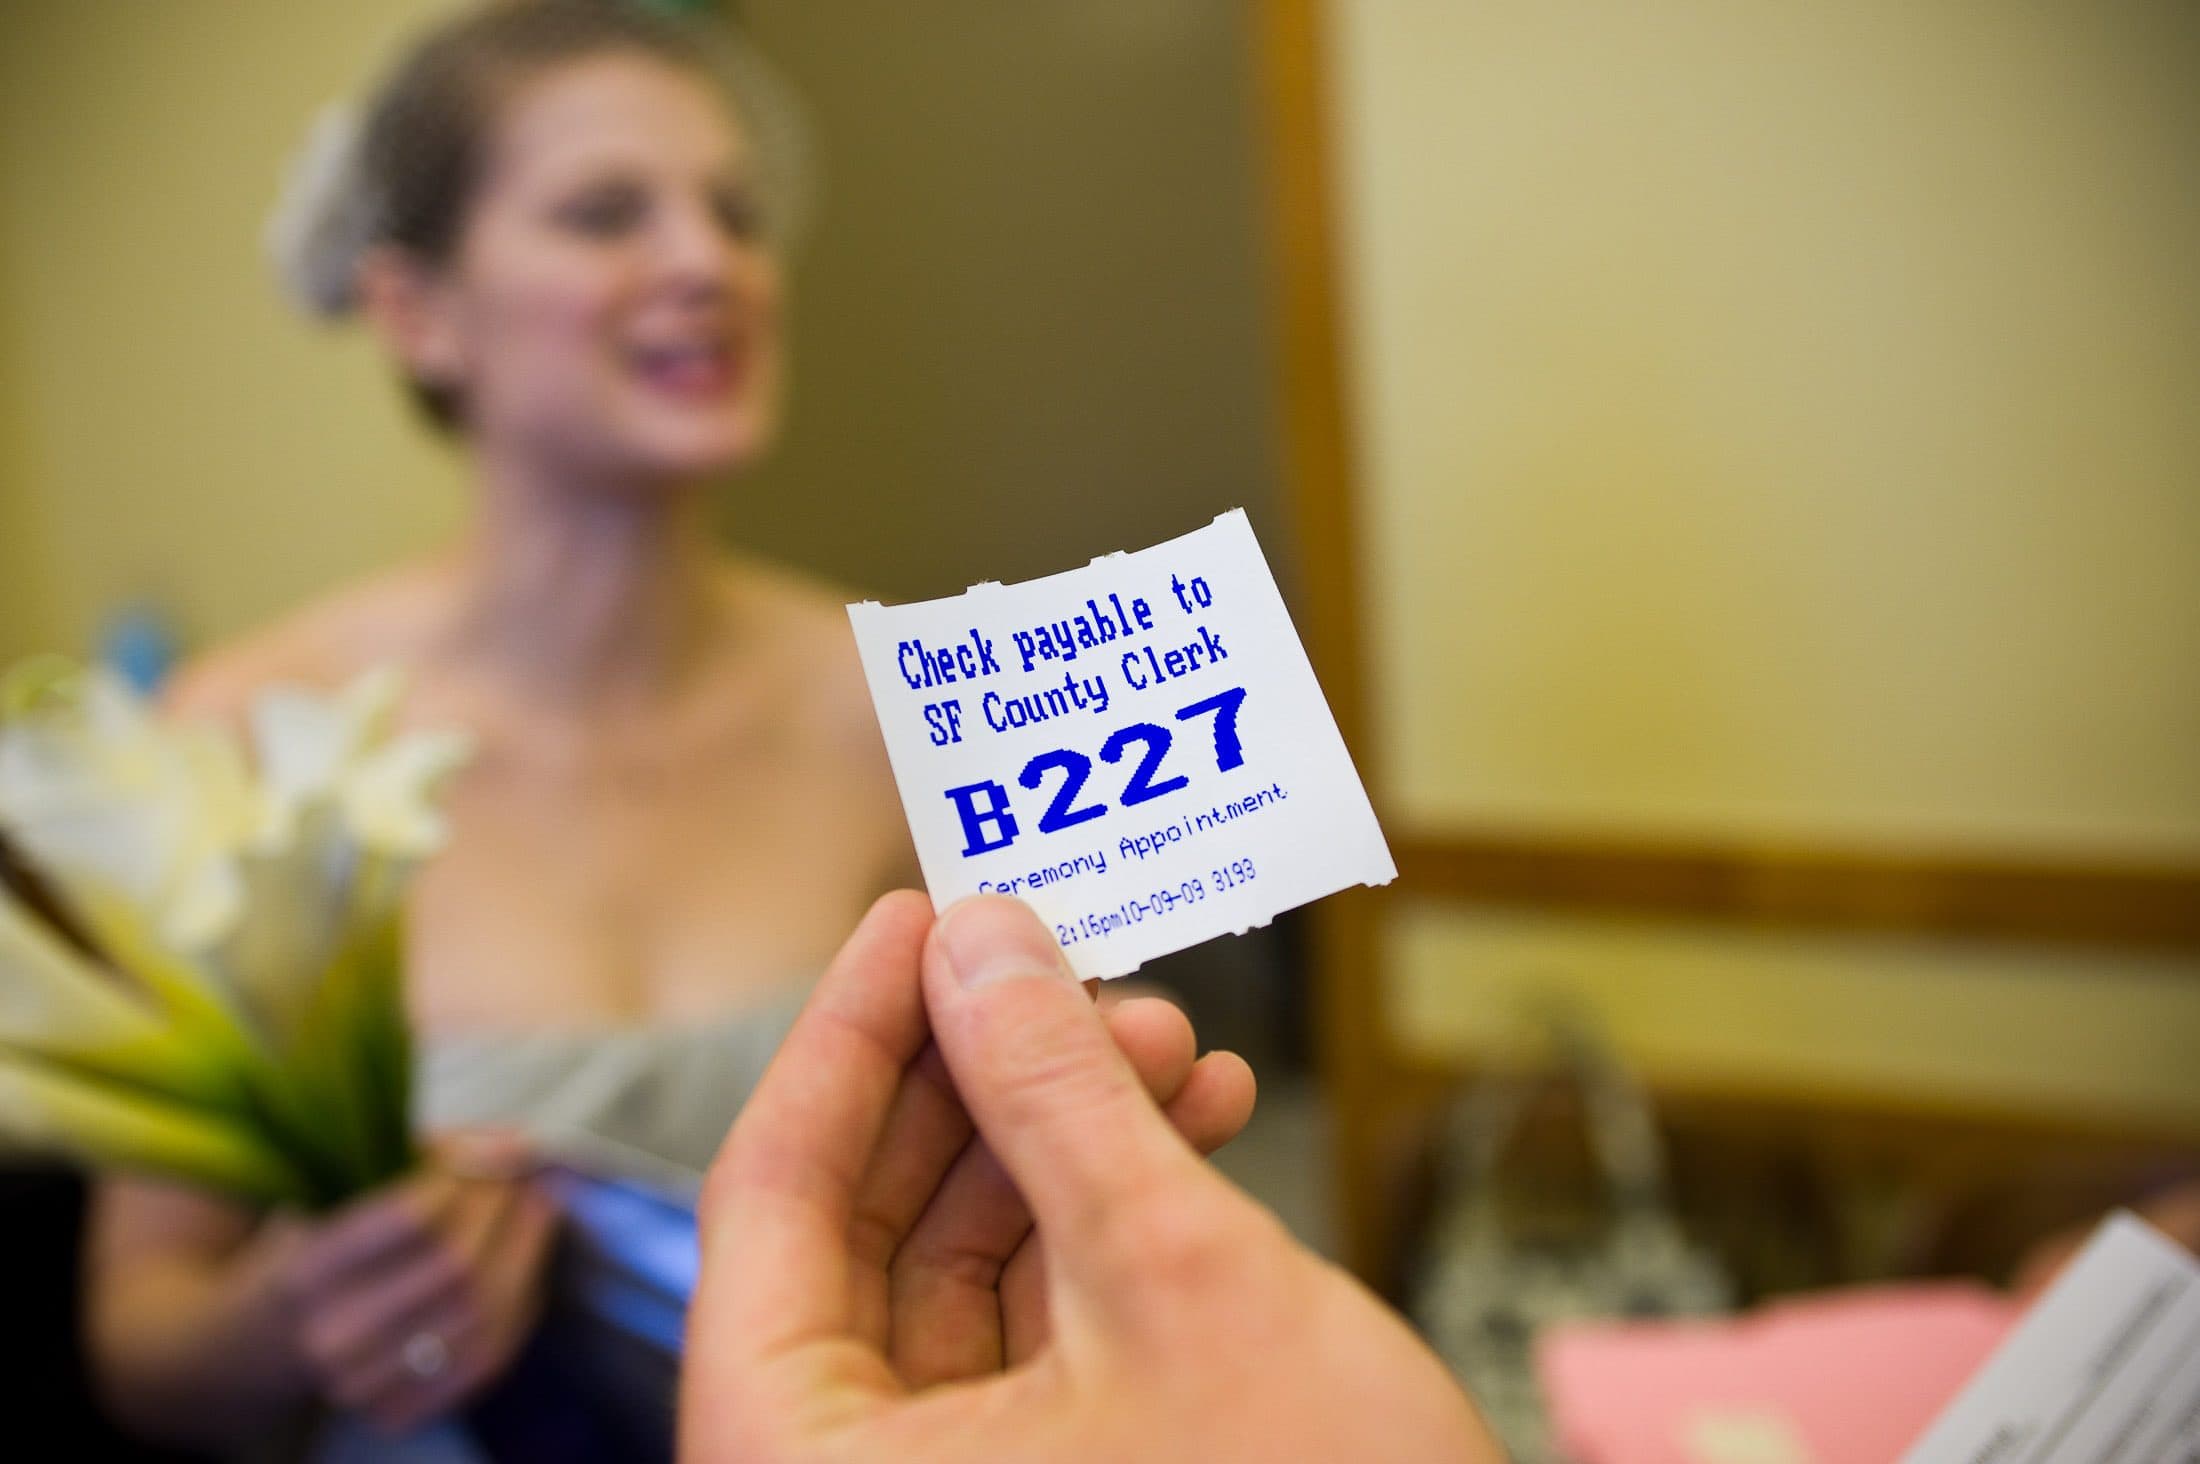 Check payable to
SF County Clerk
B227
Ceremony Appointment
2:16pm10-09-09 3193